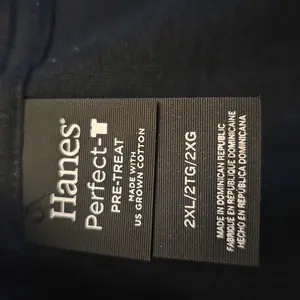 Hanes®
Perfect-T
PRE-TREAT
MADE WITH
US GROWN COTTON
2XL/2TG/2XG
MADE IN DOMINICAN REPUBLIC
FABRIQUÉ EN RÉPUBLIQUE DOMINICAINE
HECHO EN REPÚBLICA DOMINICANA